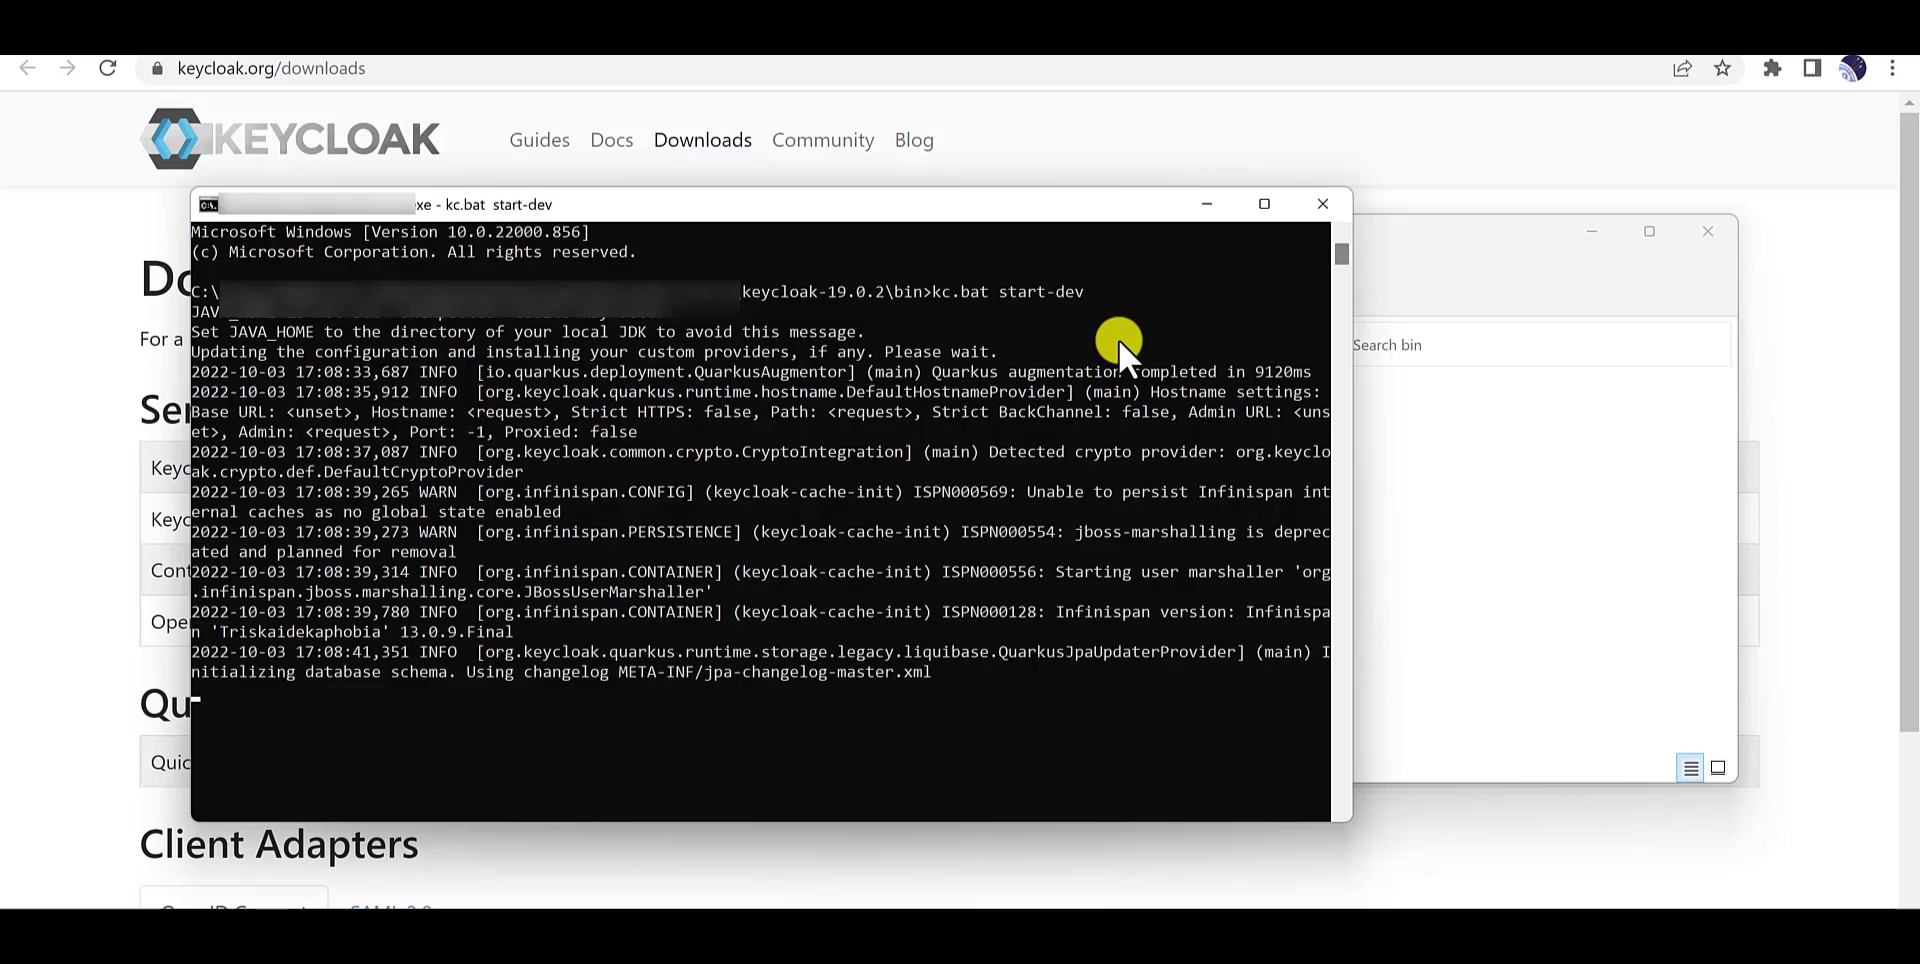 keycloak.org/downloads
KEYCLOAK
Guides Docs Downloads Community Blog
xe - kc.bat start-dev
Microsoft Windows [Version 10.0.22000.856]
(c) Microsoft Corporation. All rights reserved.
C:\ keycloak-19.0.2\bin>kc.bat start-dev
JAV
Set JAVA_HOME to the directory of your local JDK to avoid this message.
Updating the configuration and installing your custom providers, if any. Please wait.
2022-10-03 17:08:33,687 INFO [io.quarkus.deployment.QuarkusAugmentor] (main) Quarkus augmentation completed in 9120ms
2022-10-03 17:08:35,912 INFO [org.keycloak.quarkus.runtime.hostname.DefaultHostnameProvider] (main) Hostname settings:
Base URL: <unset>, Hostname: <request>, Strict HTTPS: false, Path: <request>, Strict BackChannel: false, Admin URL: <uns
et>, Admin: <request>, Port: -1, Proxied: false
2022-10-03 17:08:37,087 INFO [org.keycloak.common.crypto.CryptoIntegration] (main) Detected crypto provider: org.keyclo
ak.crypto.def.DefaultCryptoProvider
2022-10-03 17:08:39,265 WARN [org.infinispan.CONFIG] (keycloak-cache-init) ISPN000569: Unable to persist Infinispan int
ernal caches as no global state enabled
2022-10-03 17:08:39,273 WARN [org.infinispan.PERSISTENCE] (keycloak-cache-init) ISPN000554: jboss-marshalling is deprec
ated and planned for removal
2022-10-03 17:08:39,314 INFO [org.infinispan.CONTAINER] (keycloak-cache-init) ISPN000556: Starting user marshaller 'org
.infinispan.jboss.marshalling.core.JBossUserMarshaller'
2022-10-03 17:08:39,780 INFO [org.infinispan.CONTAINER] (keycloak-cache-init) ISPN000128: Infinispan version: Infinispa
n 'Triskaidekaphobia' 13.0.9.Final
2022-10-03 17:08:41,351 INFO [org.keycloak.quarkus.runtime.storage.legacy.liquibase.QuarkusJpaUpdaterProvider] (main) I
nitializing database schema. Using changelog META-INF/jpa-changelog-master.xml
Search bin
Do
For a
Se
Keyc
Keyc
Cont
Ope
Qu
Quic
Client Adapters